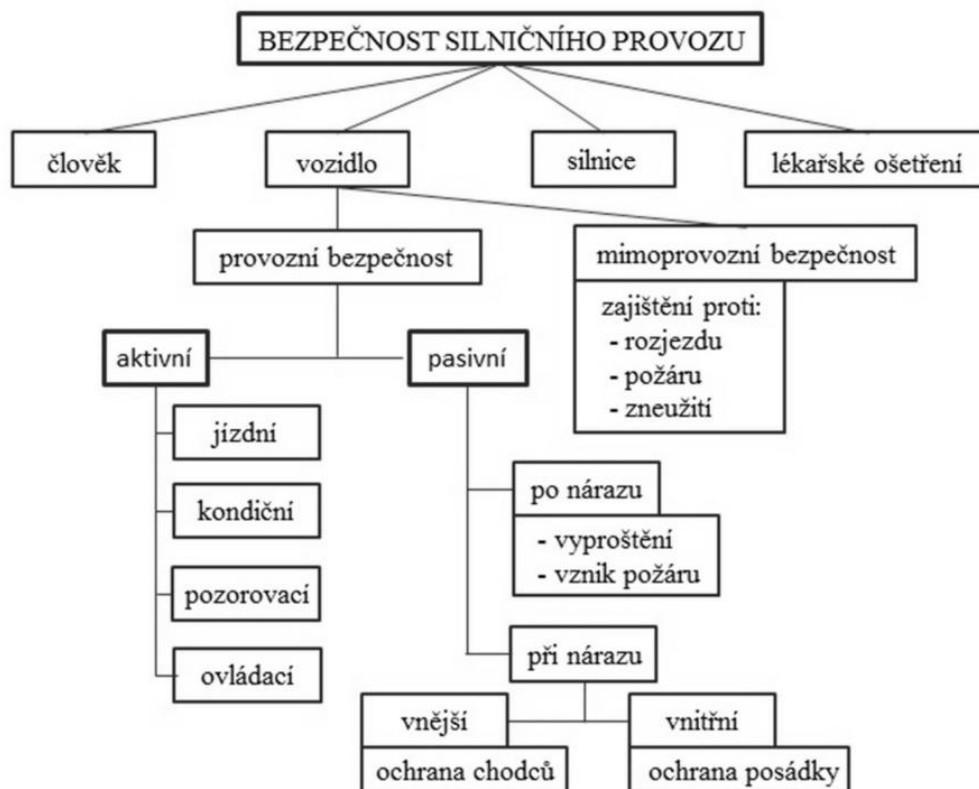 BEZPEČNOST SILNIČNÍHO PROVOZU
člověk
vozidlo
silnice
lékařské ošetření
provozní bezpečnost
mimoprovozní bezpečnost
zajištění proti:
- rozjezdu
- požáru
- zneužití
aktivní
pasivní
jízdní
kondiční
pozorovací
ovládací
po nárazu
- vyproštění
- vznik požáru
při nárazu
vnější
ochrana chodců
vnitřní
ochrana posádky